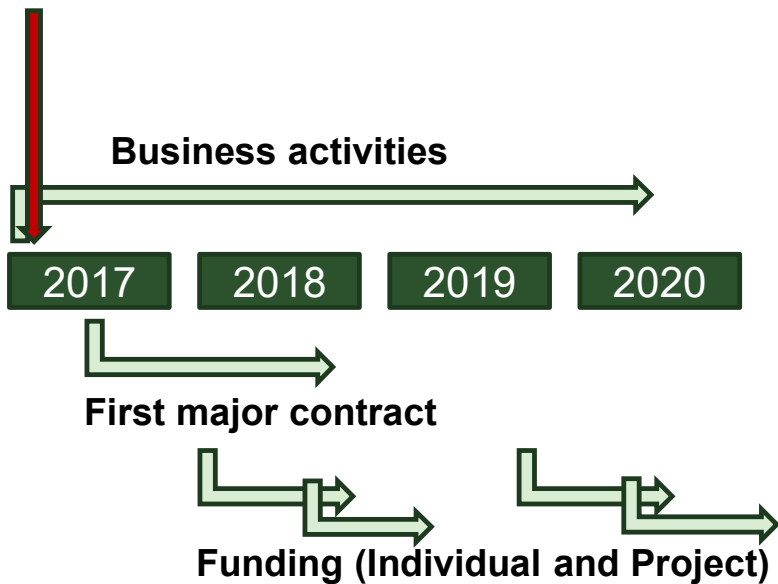 Business activities
2017 2018 2019 2020
First major contract
Funding (Individual and Project)